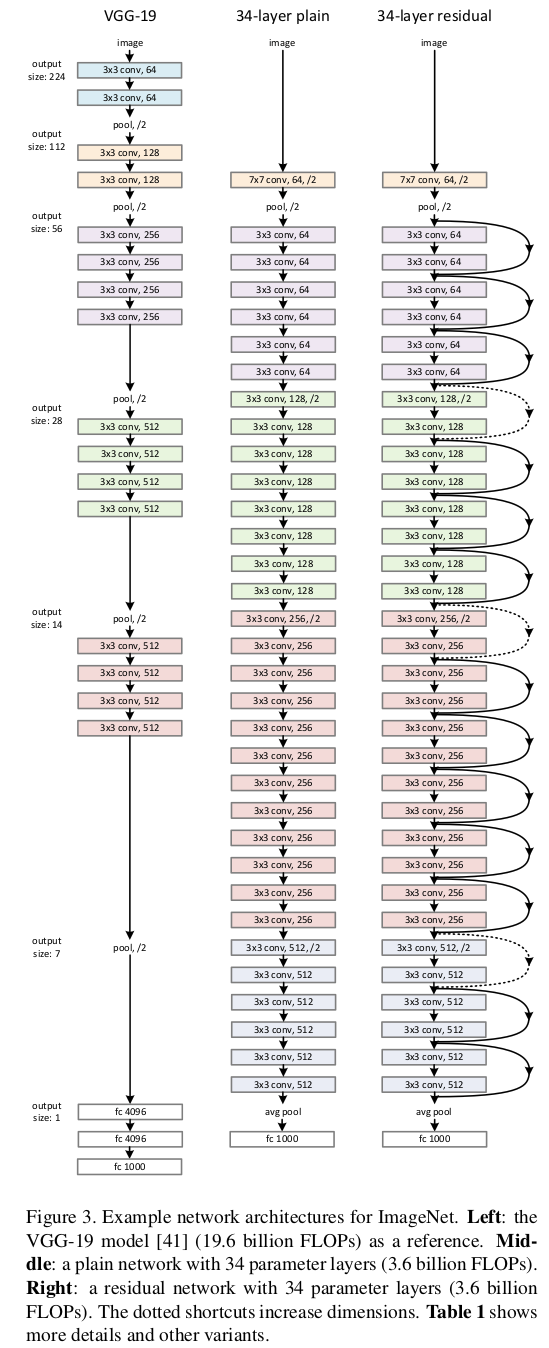 VGG-19
image
output
size: 224
3x3 conv, 64
3x3 conv, 64
pool, /2
output
size: 112
3x3 conv, 128
3x3 conv, 128
pool, /2
output
size: 56
3x3 conv, 256
3x3 conv, 256
3x3 conv, 256
3x3 conv, 256
pool, /2
output
size: 28
3x3 conv, 512
3x3 conv, 512
3x3 conv, 512
3x3 conv, 512
pool, /2
output
size: 14
3x3 conv, 512
3x3 conv, 512
3x3 conv, 512
3x3 conv, 512
output
size: 7
pool, /2
output
size: 1
fc 4096
fc 4096
fc 1000
34-layer plain
image
7x7 conv, 64, /2
pool, /2
3x3 conv, 64
3x3 conv, 64
3x3 conv, 64
3x3 conv, 64
3x3 conv, 64
3x3 conv, 64
3x3 conv, 128, /2
3x3 conv, 128
3x3 conv, 128
3x3 conv, 128
3x3 conv, 128
3x3 conv, 128
3x3 conv, 128
3x3 conv, 128
3x3 conv, 256, /2
3x3 conv, 256
3x3 conv, 256
3x3 conv, 256
3x3 conv, 256
3x3 conv, 256
3x3 conv, 256
3x3 conv, 256
3x3 conv, 256
3x3 conv, 256
3x3 conv, 256
3x3 conv, 256
3x3 conv, 512, /2
3x3 conv, 512
3x3 conv, 512
3x3 conv, 512
3x3 conv, 512
3x3 conv, 512
avg pool
fc 1000
34-layer residual
image
7x7 conv, 64, /2
pool, /2
3x3 conv, 64
3x3 conv, 64
3x3 conv, 64
3x3 conv, 64
3x3 conv, 64
3x3 conv, 64
3x3 conv, 128, /2
3x3 conv, 128
3x3 conv, 128
3x3 conv, 128
3x3 conv, 128
3x3 conv, 128
3x3 conv, 128
3x3 conv, 128
3x3 conv, 256, /2
3x3 conv, 256
3x3 conv, 256
3x3 conv, 256
3x3 conv, 256
3x3 conv, 256
3x3 conv, 256
3x3 conv, 256
3x3 conv, 256
3x3 conv, 256
3x3 conv, 256
3x3 conv, 256
3x3 conv, 512, /2
3x3 conv, 512
3x3 conv, 512
3x3 conv, 512
3x3 conv, 512
3x3 conv, 512
avg pool
fc 1000
Figure 3. Example network architectures for ImageNet. Left: the
VGG-19 model [41] (19.6 billion FLOPs) as a reference. Mid-
dle: a plain network with 34 parameter layers (3.6 billion FLOPs).
Right: a residual network with 34 parameter layers (3.6 billion
FLOPs). The dotted shortcuts increase dimensions. Table 1 shows
more details and other variants.